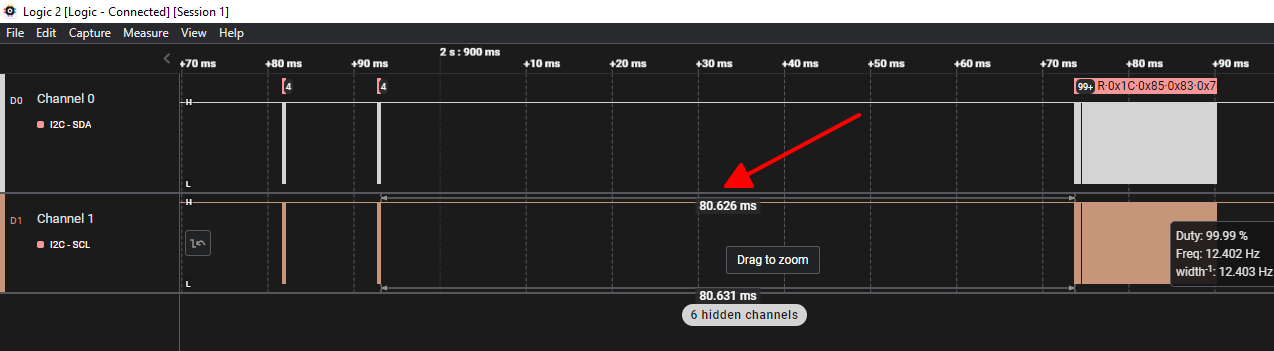 Logic 2 [Logic - Connected] [Session 1]
File Edit Capture Measure View Help
2 s : 900 ms
+70 ms +80 ms +90 ms +10 ms +20 ms +30 ms +40 ms +50 ms +60 ms +70 ms +80 ms +90 ms
4 4 99+ R·0x1C·0x85·0x83·0x7
D0 Channel 0 H
I2C - SDA
L
80.626 ms
D1 Channel 1 H
I2C - SCL
Drag to zoom
L
80.631 ms
Duty: 99.99 %
Freq: 12.402 Hz
width-1: 12.403 Hz
6 hidden channels